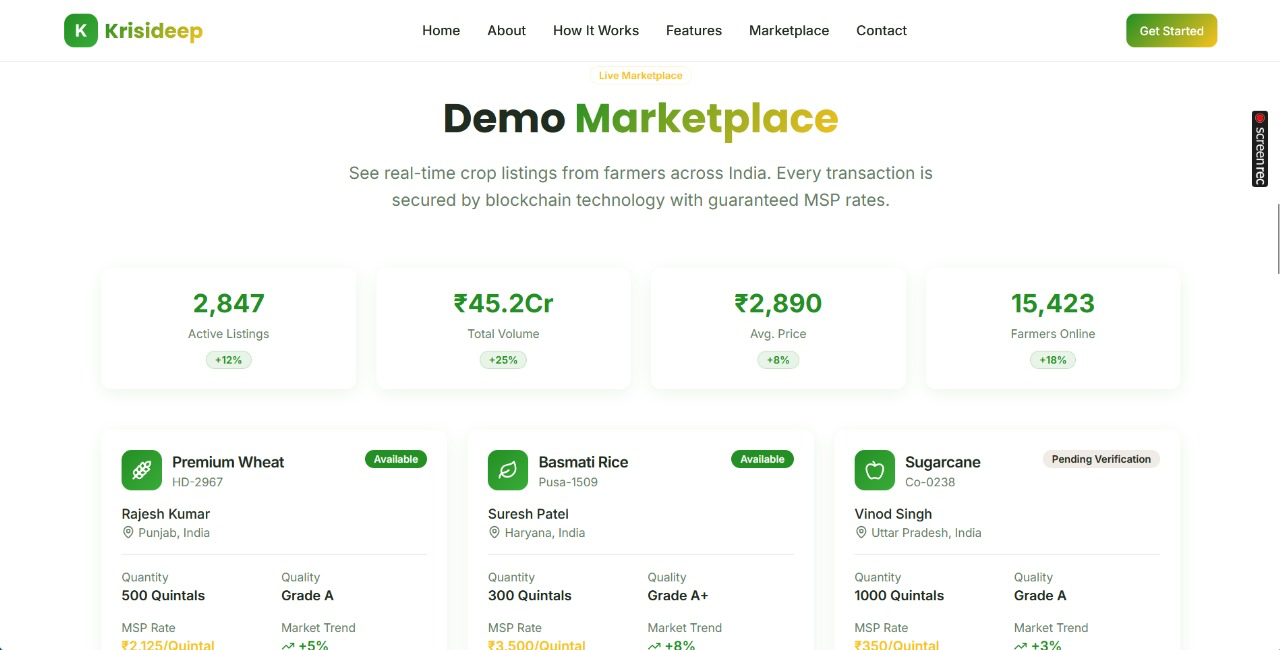 K Krisideep
Home About How It Works Features Marketplace Contact
Get Started
Live Marketplace
Demo Marketplace
See real-time crop listings from farmers across India. Every transaction is
secured by blockchain technology with guaranteed MSP rates.
screenrec
2,847
Active Listings
+12%
₹45.2Cr
Total Volume
+25%
₹2,890
Avg. Price
+8%
15,423
Farmers Online
+18%
Premium Wheat
HD-2967
Available
Rajesh Kumar
Punjab, India
Quantity Quality
500 Quintals Grade A
MSP Rate Market Trend
₹2,125/Quintal +5%
Basmati Rice
Pusa-1509
Available
Suresh Patel
Haryana, India
Quantity Quality
300 Quintals Grade A+
MSP Rate Market Trend
₹3,500/Quintal +8%
Sugarcane
Co-0238
Pending Verification
Vinod Singh
Uttar Pradesh, India
Quantity Quality
1000 Quintals Grade A
MSP Rate Market Trend
₹350/Quintal +3%